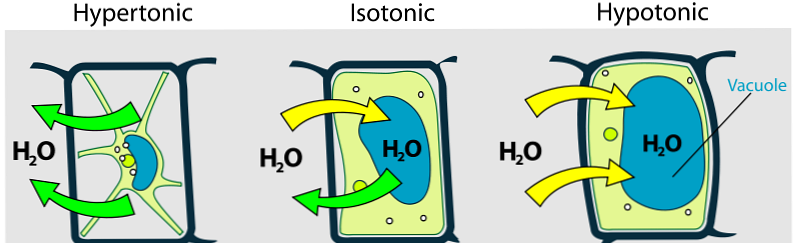 Hypertonic
Isotonic
Hypotonic
Vacuole
H₂O
H₂O
H₂O
H₂O
H₂O